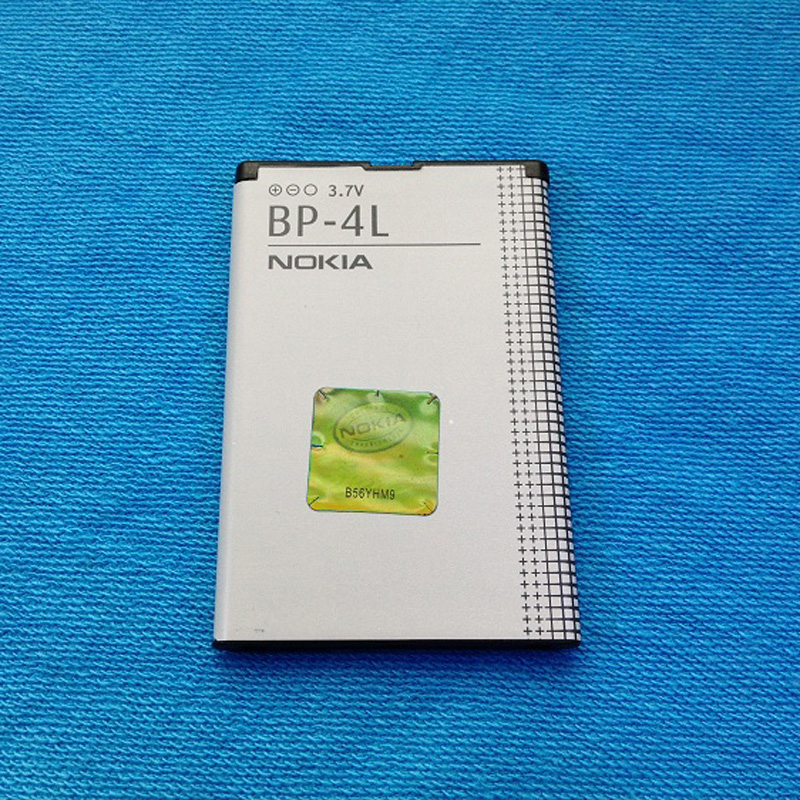 ⊕⊖○ 3.7V
BP-4L
NOKIA
NOKIA
B56YHM9